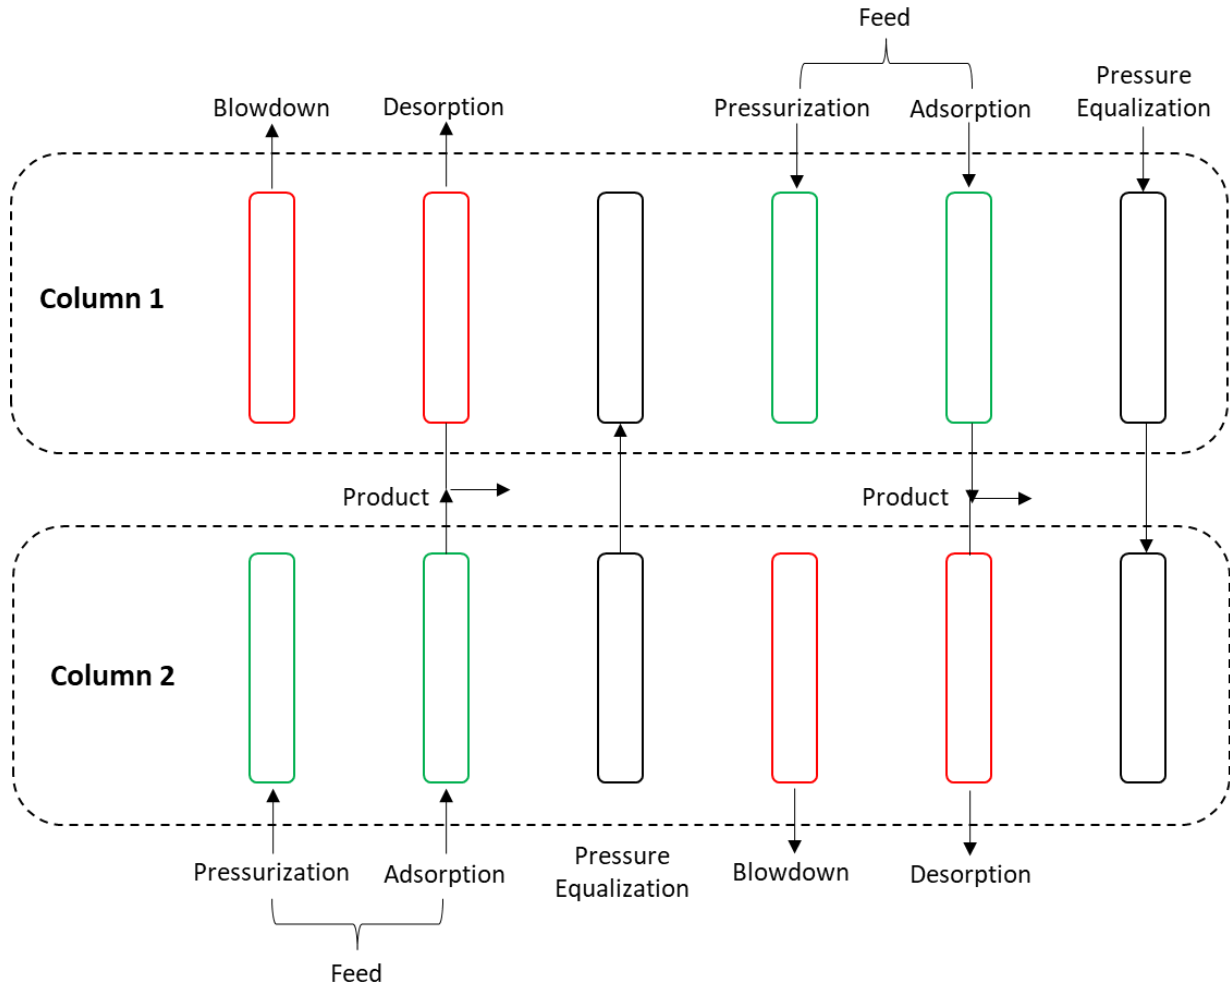 Feed
Pressure
Equalization
Blowdown
Desorption
Pressurization
Adsorption
Column 1
Product
Product
Column 2
Pressurization
Adsorption
Pressure
Equalization
Blowdown
Desorption
Feed